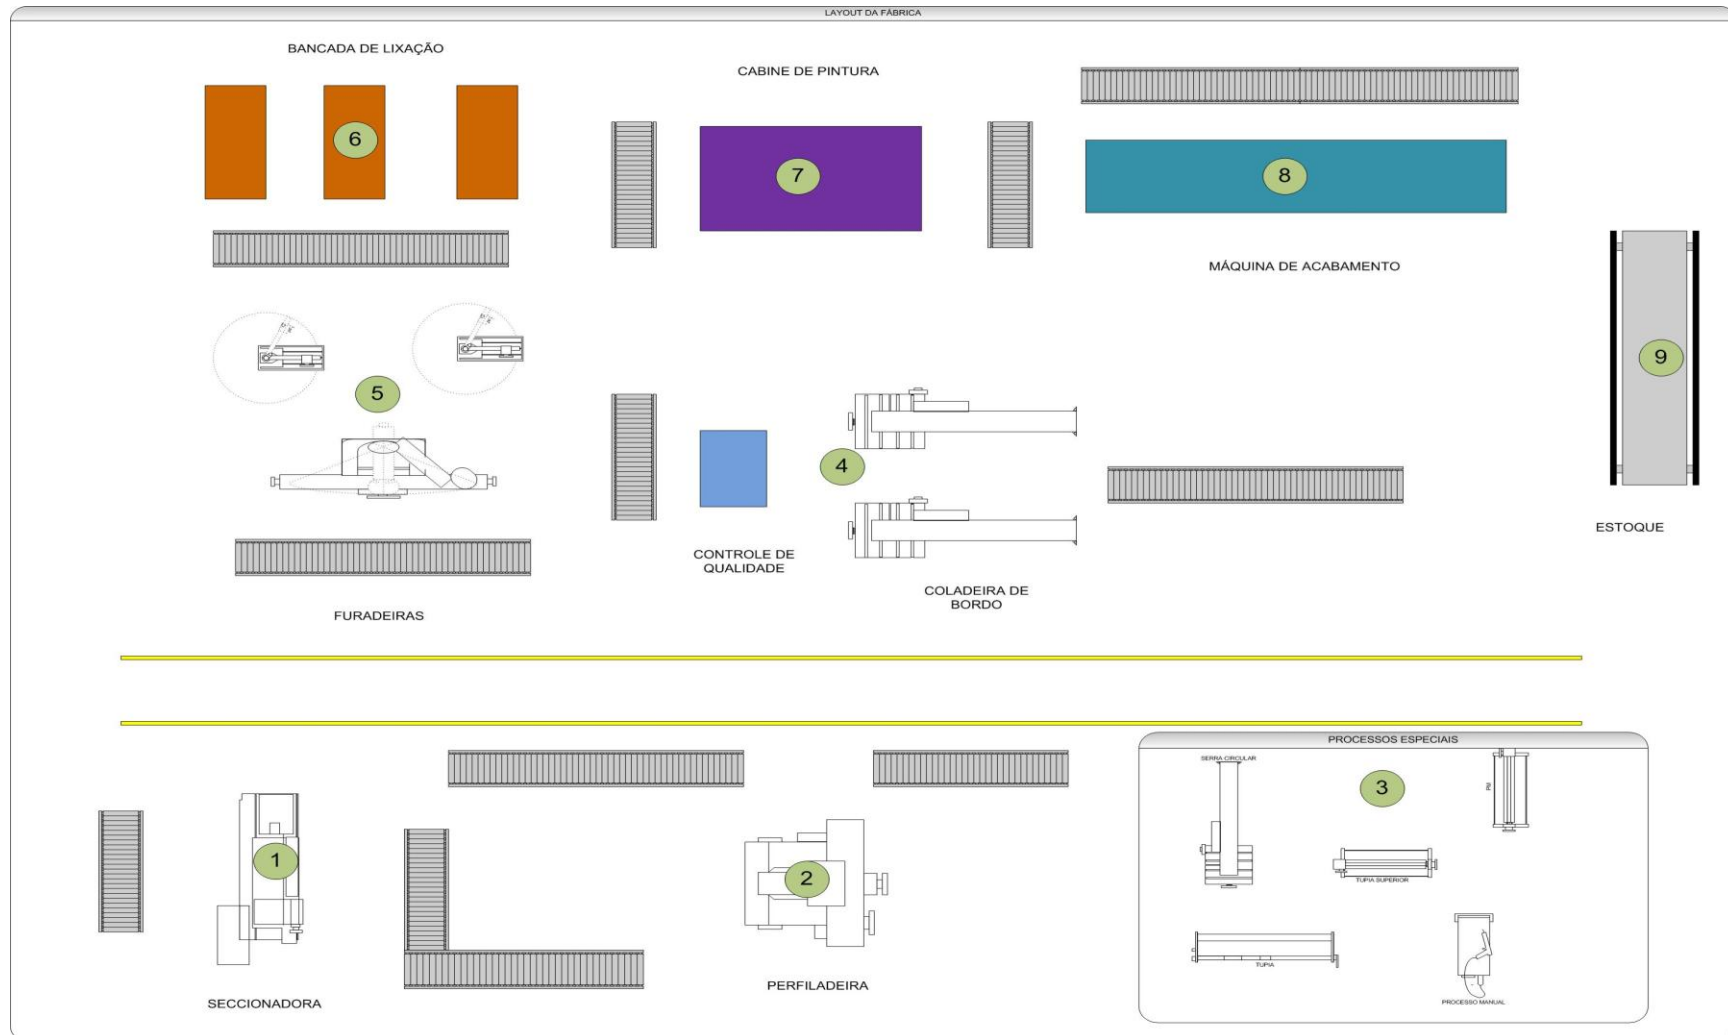 LAYOUT DA FÁBRICA
BANCADA DE LIXAÇÃO
CABINE DE PINTURA
6
7
8
MÁQUINA DE ACABAMENTO
9
5
4
ESTOQUE
CONTROLE DE
QUALIDADE
COLADEIRA DE
BORDO
FURADEIRAS
PROCESSOS ESPECIAIS
SERRA CIRCULAR
3
PM
1
2
TUPIA SUPERIOR
TUPIA
PROCESSO MANUAL
PERFILADEIRA
SECCIONADORA